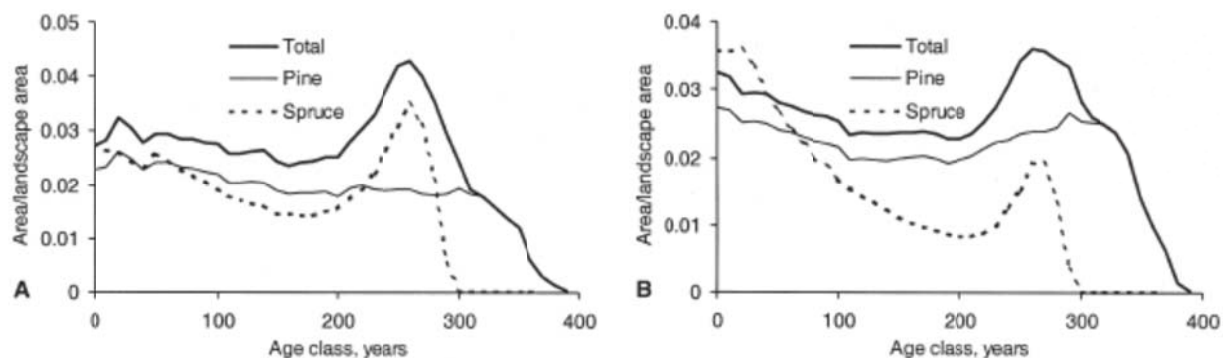 0.05
0.04
0.03
0.02
0.01
0
Area/landscape area
Total
Pine
Spruce
A
0 100 200 300 400
Age class, years
0.04
0.03
0.02
0.01
0
Area/landscape area
Total
Pine
Spruce
B
0 100 200 300 400
Age class, years